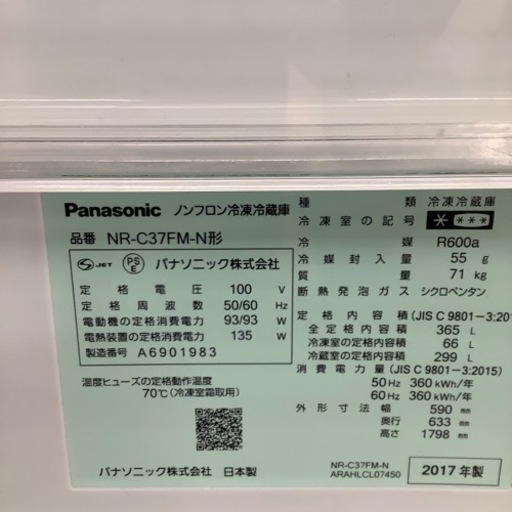 Panasonic ノンフロン冷凍冷蔵庫
品番 NR-C37FM-N形
S JET PS E パナソニック株式会社
定格電圧 100 V
定格周波数 50/60 Hz
電動機の定格消費電力 93/93 W
電熱装置の定格消費電力 135 W
製造番号 A6901983
温度ヒューズの定格動作温度
70℃(冷凍室霜取用)
パナソニック株式会社 日本製
種類 冷凍冷蔵庫
冷凍室の記号 * ***
冷媒 R600a
冷媒封入量 55 g
質量 71 kg
断熱発泡ガス シクロペンタン
定格内容積 (JIS C 9801-3:201
全定格内容積 365 L
冷凍室の定格内容積 66 L
冷蔵室の定格内容積 299 L
消費電力量 (JIS C 9801-3:2015)
50 Hz 360 kWh/年
60 Hz 360 kWh/年
外形寸法 幅 590 mm
奥行 633 mm
高さ 1798 mm
NR-C37FM-N
ARAHLCL07450
2017年製